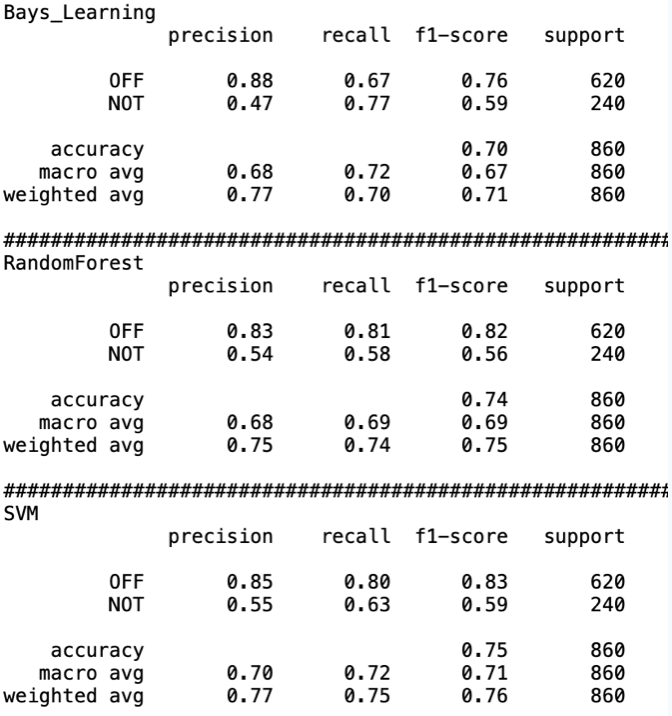 Bays_Learning
precision recall f1-score support
OFF 0.88 0.67 0.76 620
NOT 0.47 0.77 0.59 240
accuracy 0.70 860
macro avg 0.68 0.72 0.67 860
weighted avg 0.77 0.70 0.71 860
#########################################################
RandomForest
precision recall f1-score support
OFF 0.83 0.81 0.82 620
NOT 0.54 0.58 0.56 240
accuracy 0.74 860
macro avg 0.68 0.69 0.69 860
weighted avg 0.75 0.74 0.75 860
#########################################################
SVM
precision recall f1-score support
OFF 0.85 0.80 0.83 620
NOT 0.55 0.63 0.59 240
accuracy 0.75 860
macro avg 0.70 0.72 0.71 860
weighted avg 0.77 0.75 0.76 860